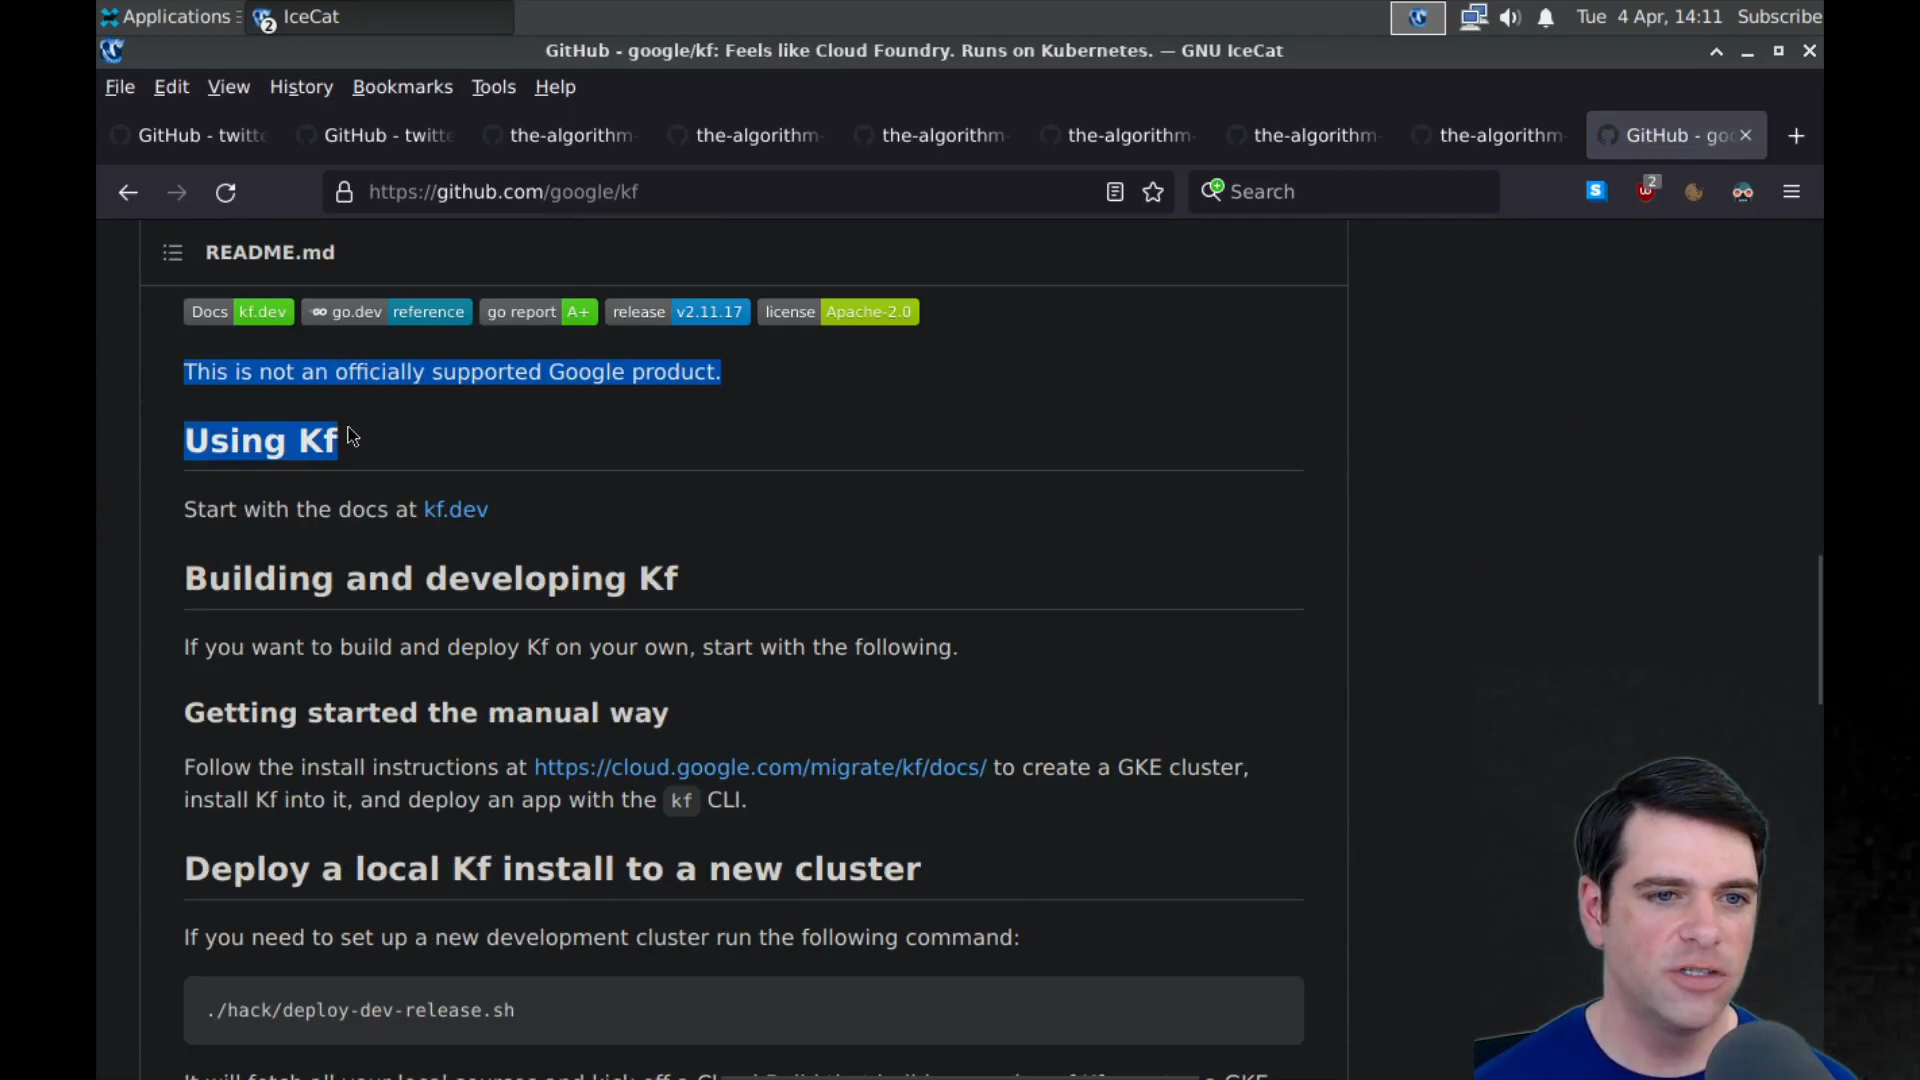 Applications
2 IceCat
Tue 4 Apr, 14:11 Subscribe
GitHub - google/kf: Feels like Cloud Foundry. Runs on Kubernetes. — GNU IceCat
File Edit View History Bookmarks Tools Help
GitHub - twitte GitHub - twitte the-algorithm- the-algorithm- the-algorithm- the-algorithm- the-algorithm- the-algorithm- GitHub - goo
https://github.com/google/kf Search S 2
README.md
Docs kf.dev go.dev reference go report A+ release v2.11.17 license Apache-2.0
This is not an officially supported Google product.
Using Kf
Start with the docs at kf.dev
Building and developing Kf
If you want to build and deploy Kf on your own, start with the following.
Getting started the manual way
Follow the install instructions at https://cloud.google.com/migrate/kf/docs/ to create a GKE cluster,
install Kf into it, and deploy an app with the kf CLI.
Deploy a local Kf install to a new cluster
If you need to set up a new development cluster run the following command:
./hack/deploy-dev-release.sh